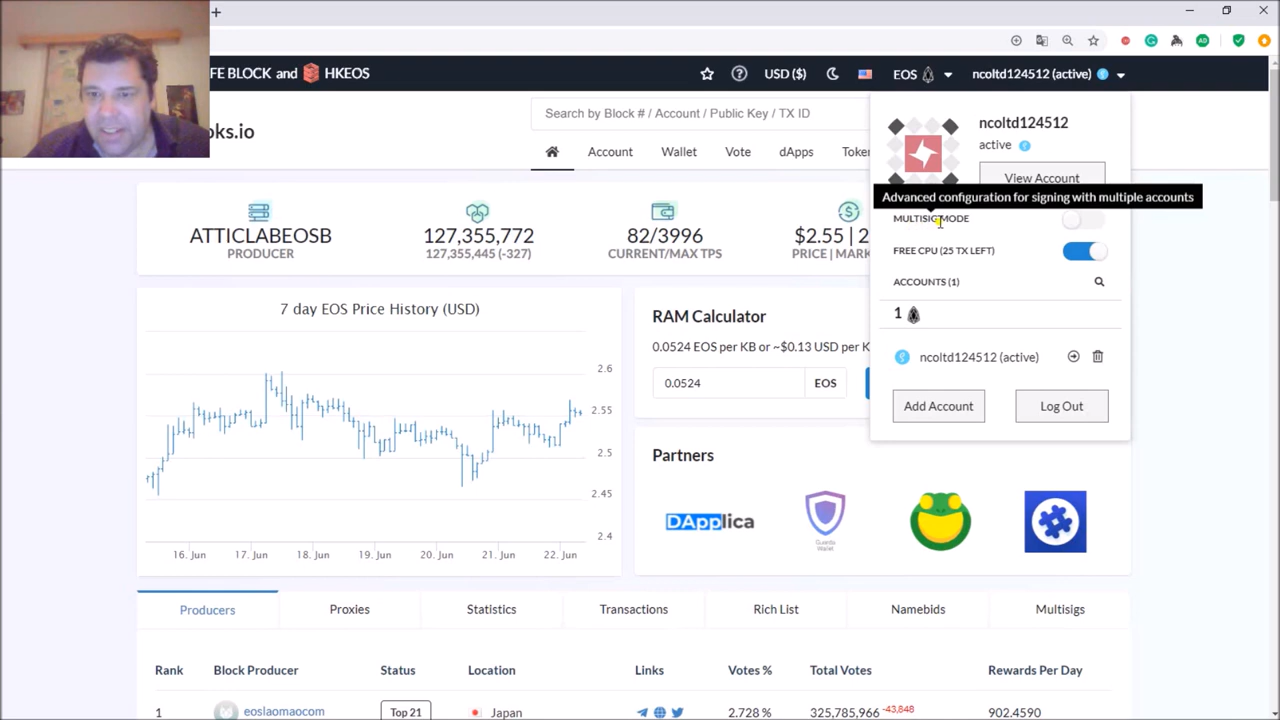 FE BLOCK and HKEOS
USD ($)
EOS
ncoltd124512 (active)
oks.io
Search by Block # / Account / Public Key / TX ID
Account
Wallet
Vote
dApps
Token
ncoltd124512
active
View Account
Advanced configuration for signing with multiple accounts
MULTISIG MODE
FREE CPU (25 TX LEFT)
ACCOUNTS (1)
1
ncoltd124512 (active)
Add Account
Log Out
ATTICLABEOSB
PRODUCER
127,355,772
127,355,445 (-327)
82/3996
CURRENT/MAX TPS
$2.55 | 2
PRICE | MARK
7 day EOS Price History (USD)
2.6
2.55
2.5
2.45
2.4
16. Jun 17. Jun 18. Jun 19. Jun 20. Jun 21. Jun 22. Jun
RAM Calculator
0.0524 EOS per KB or ~$0.13 USD per K
0.0524
EOS
Partners
DApplica
Guarda
Wallet
Producers
Proxies
Statistics
Transactions
Rich List
Namebids
Multisigs
Rank
Block Producer
Status
Location
Links
Votes %
Total Votes
Rewards Per Day
1
eoslaomaocom
Top 21
Japan
2.728 %
325,785,966 -43,848
902.4590